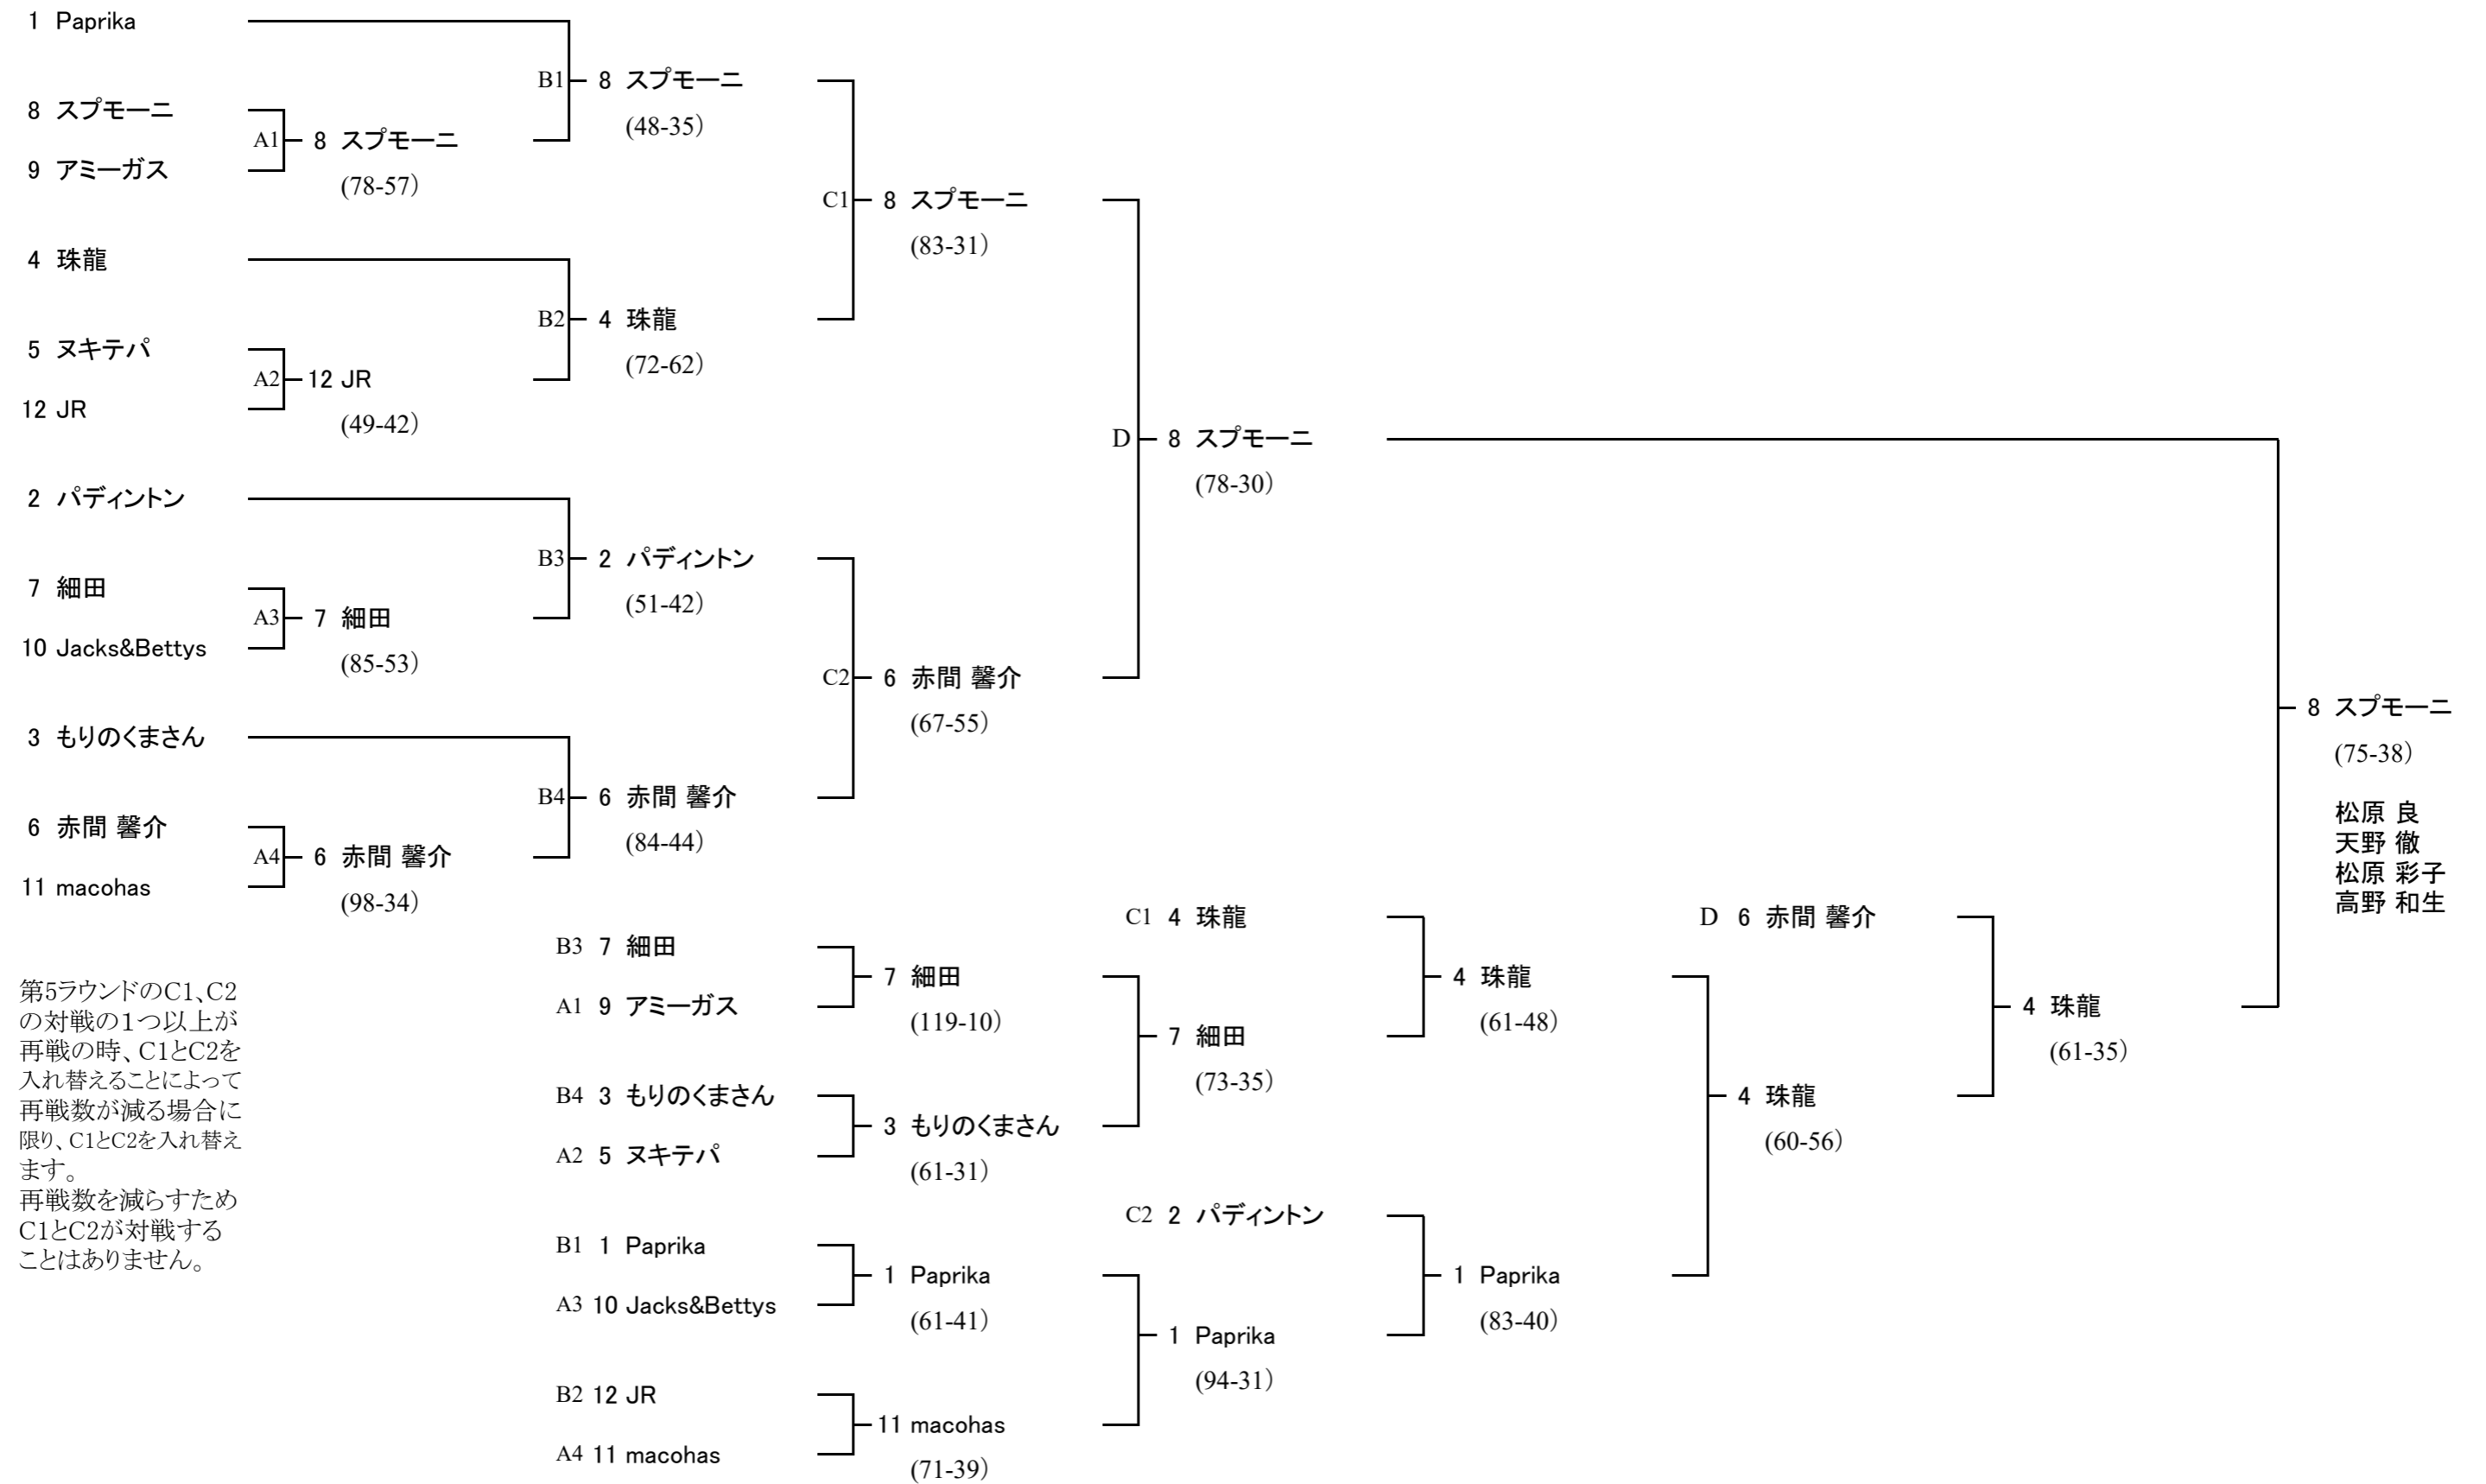 1 Paprika
B1 8 スプモーニ
8 スプモーニ
(48-35)
A1 8 スプモーニ
9 アミーガス
(78-57)
C1 8 スプモーニ
(83-31)
4 珠龍
B2 4 珠龍
5 ヌキテパ
(72-62)
A2 12 JR
12 JR
(49-42)
D 8 スプモーニ
(78-30)
2 パディントン
B3 2 パディントン
7 細田
(51-42)
A3 7 細田
10 Jacks&Bettys
(85-53)
C2 6 赤間 馨介
(67-55)
8 スプモーニ
(75-38)
3 もりのくまさん
B4 6 赤間 馨介
6 赤間 馨介
(84-44)
A4 6 赤間 馨介
11 macohas
(98-34)
松原 良
天野 徹
松原 彩子
高野 和生
C1 4 珠龍
D 6 赤間 馨介
B3 7 細田
7 細田
4 珠龍
A1 9 アミーガス
(119-10)
(61-48)
4 珠龍
(61-35)
7 細田
(73-35)
B4 3 もりのくまさん
3 もりのくまさん
4 珠龍
A2 5 ヌキテパ
(61-31)
(60-56)
C2 2 パディントン
B1 1 Paprika
1 Paprika
1 Paprika
A3 10 Jacks&Bettys
(61-41)
(83-40)
1 Paprika
(94-31)
B2 12 JR
11 macohas
A4 11 macohas
(71-39)
第5ラウンドのC1、C2
の対戦の１つ以上が
再戦の時、C1とC2を
入れ替えることによって
再戦数が減る場合に
限り、C1とC2を入れ替え
ます。
再戦数を減らすため
C1とC2が対戦する
ことはありません。